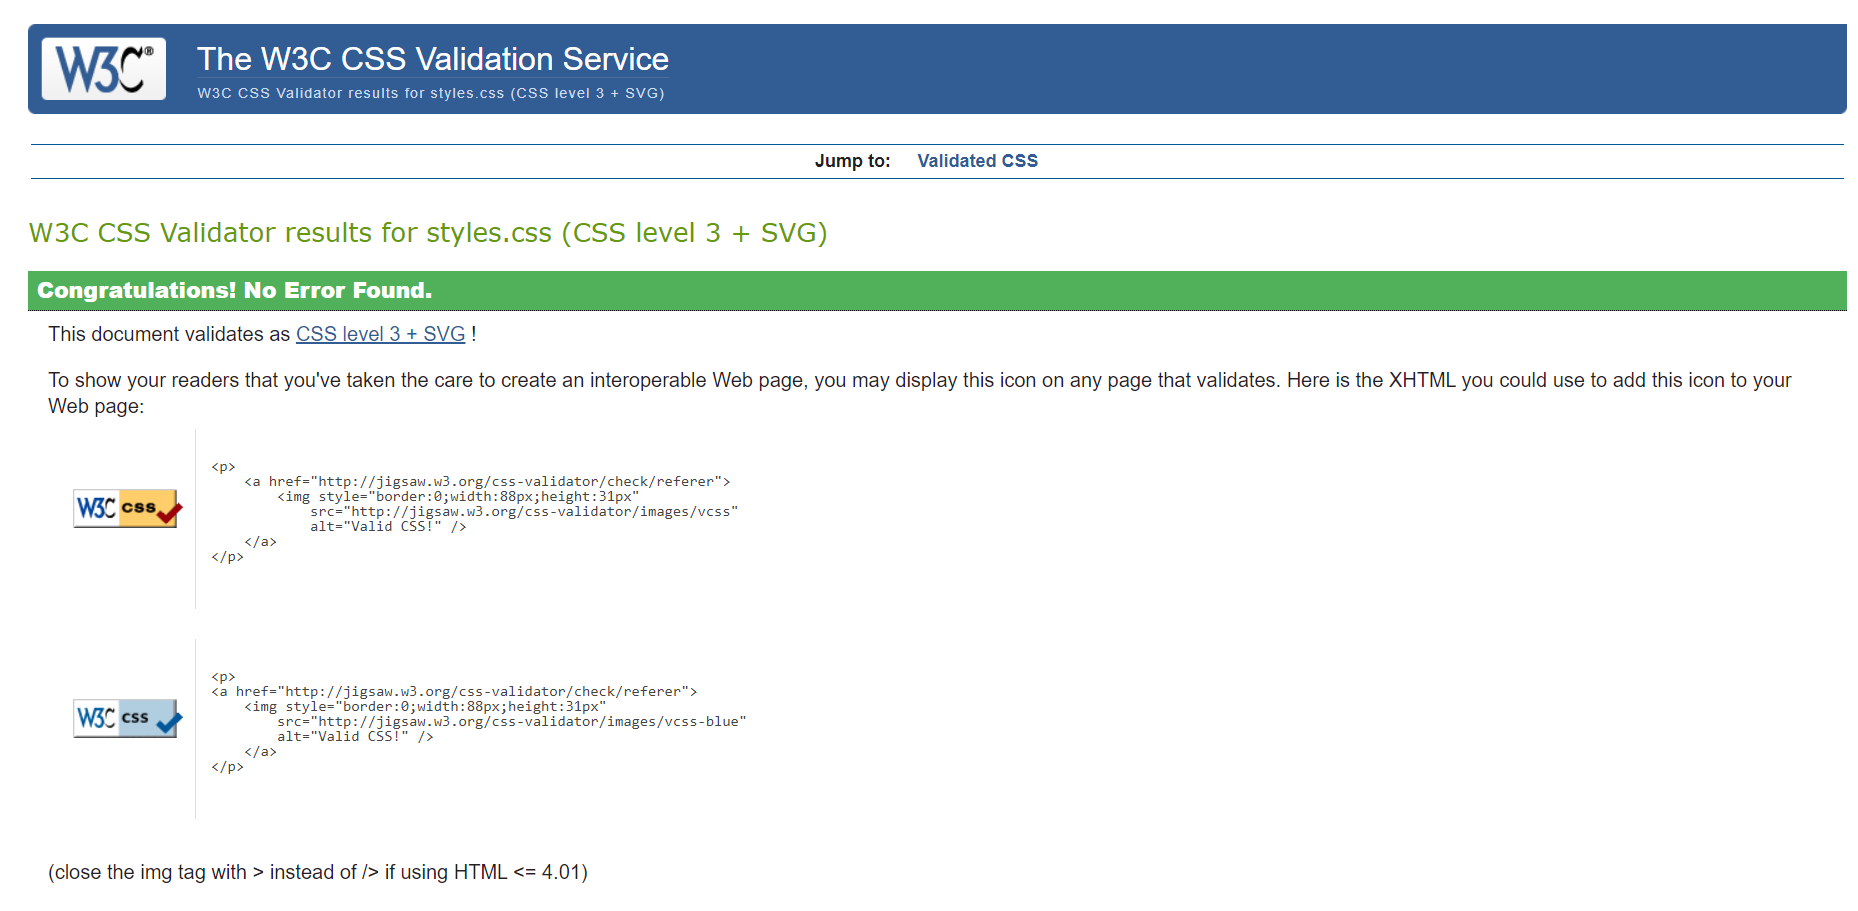 W3C®
The W3C CSS Validation Service
W3C CSS Validator results for styles.css (CSS level 3 + SVG)
Jump to: Validated CSS
W3C CSS Validator results for styles.css (CSS level 3 + SVG)
Congratulations! No Error Found.
This document validates as CSS level 3 + SVG !
To show your readers that you've taken the care to create an interoperable Web page, you may display this icon on any page that validates. Here is the XHTML you could use to add this icon to your
Web page:
W3C css
<p>
    <a href="http://jigsaw.w3.org/css-validator/check/referer">
        <img style="border:0;width:88px;height:31px"
            src="http://jigsaw.w3.org/css-validator/images/vcss"
            alt="Valid CSS!" />
    </a>
</p>
W3C css
<p>
<a href="http://jigsaw.w3.org/css-validator/check/referer">
    <img style="border:0;width:88px;height:31px"
        src="http://jigsaw.w3.org/css-validator/images/vcss-blue"
        alt="Valid CSS!" />
    </a>
</p>
(close the img tag with > instead of /> if using HTML <= 4.01)